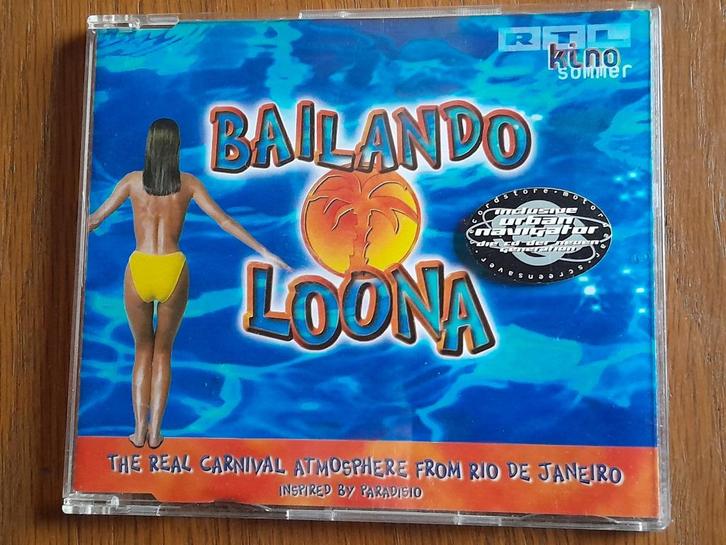 RTL
kino
sommer
BAILANDO
LOONA
inclusive
urban
navigator
die cd der neuen
generation
THE REAL CARNIVAL ATMOSPHERE FROM RIO DE JANEIRO
INSPIRED BY PARADISIO